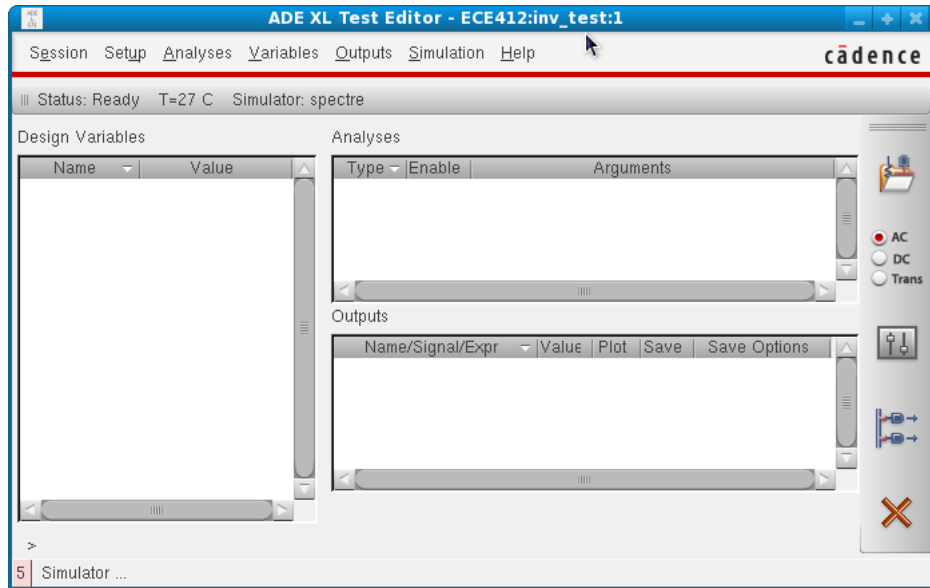 ADE XL Test Editor - ECE412:inv_test:1
Session Setup Analyses Variables Outputs Simulation Help
cādence
Status: Ready T=27 C Simulator: spectre
Design Variables
Name Value
Analyses
Type Enable Arguments
AC
DC
Trans
Outputs
Name/Signal/Expr Value Plot Save Save Options
>
5 Simulator ...